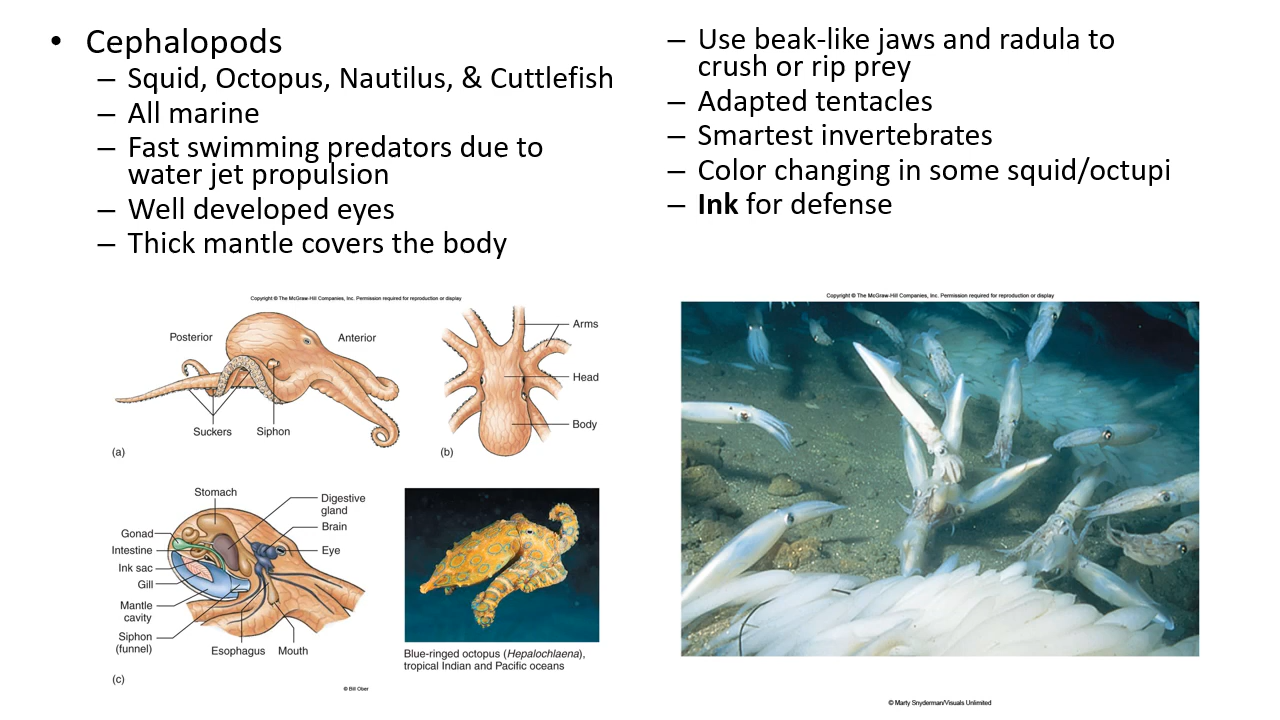 • Cephalopods
– Squid, Octopus, Nautilus, & Cuttlefish
– All marine
– Fast swimming predators due to
water jet propulsion
– Well developed eyes
– Thick mantle covers the body
– Use beak-like jaws and radula to
crush or rip prey
– Adapted tentacles
– Smartest invertebrates
– Color changing in some squid/octupi
– Ink for defense
Copyright © The McGraw-Hill Companies, Inc. Permission required for reproduction or display
Posterior
Anterior
Suckers
Siphon
(a)
Arms
Head
Body
(b)
Stomach
Digestive
gland
Brain
Eye
Gonad
Intestine
Ink sac
Gill
Mantle
cavity
Siphon
(funnel)
Esophagus
Mouth
(c)
© Bill Ober
Blue-ringed octopus (Hepalochlaena),
tropical Indian and Pacific oceans
Copyright © The McGraw-Hill Companies, Inc. Permission required for reproduction or display
© Marty Snyderman/Visuals Unlimited